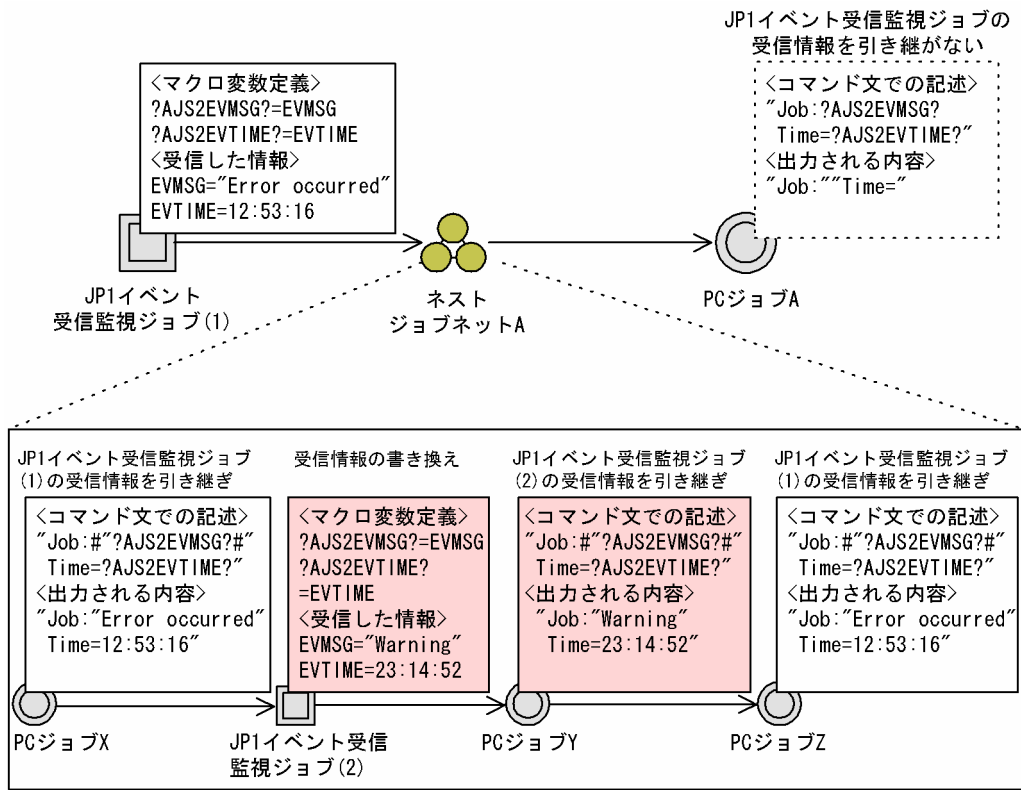 JP1イベント受信監視ジョブの
受信情報を引き継がない
<マクロ変数定義>
?AJS2EVMSG?=EVMSG
?AJS2EVTIME?=EVTIME
<受信した情報>
EVMSG="Error occurred"
EVTIME=12:53:16
<コマンド文での記述>
"Job:?AJS2EVMSG?
Time=?AJS2EVTIME?"
<出力される内容>
"Job:""Time="
JP1イベント
受信監視ジョブ(1)
ネスト
ジョブネットA
PCジョブA
JP1イベント受信監視ジョブ
(1)の受信情報を引き継ぎ
<コマンド文での記述>
"Job:#"?AJS2EVMSG?#"
Time=?AJS2EVTIME?"
<出力される内容>
"Job:"Error occurred"
Time=12:53:16"
PCジョブX
受信情報の書き換え
<マクロ変数定義>
?AJS2EVMSG?=EVMSG
?AJS2EVTIME?
=EVTIME
<受信した情報>
EVMSG="Warning"
EVTIME=23:14:52
JP1イベント受信
監視ジョブ(2)
JP1イベント受信監視ジョブ
(2)の受信情報を引き継ぎ
<コマンド文での記述>
"Job:#"?AJS2EVMSG?#"
Time=?AJS2EVTIME?"
<出力される内容>
"Job:"Warning"
Time=23:14:52"
PCジョブY
JP1イベント受信監視ジョブ
(1)の受信情報を引き継ぎ
<コマンド文での記述>
"Job:#"?AJS2EVMSG?#"
Time=?AJS2EVTIME?"
<出力される内容>
"Job:"Error occurred"
Time=12:53:16"
PCジョブZ